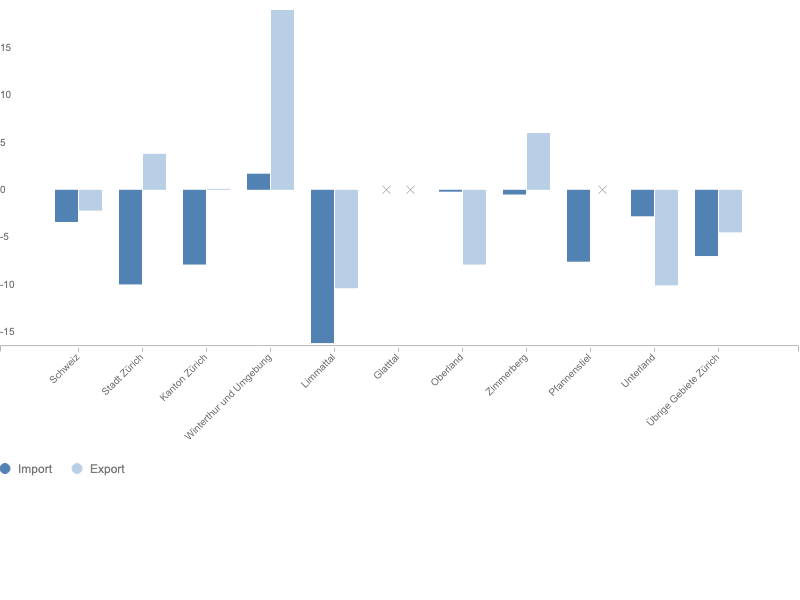 15
10
5
0
-5
-10
-15
Schweiz
Stadt Zürich
Kanton Zürich
Winterthur und Umgebung
Limmattal
Glatttal
Oberland
Zimmerberg
Pfannenstiel
Unterland
Übrige Gebiete Zürich
Import
Export